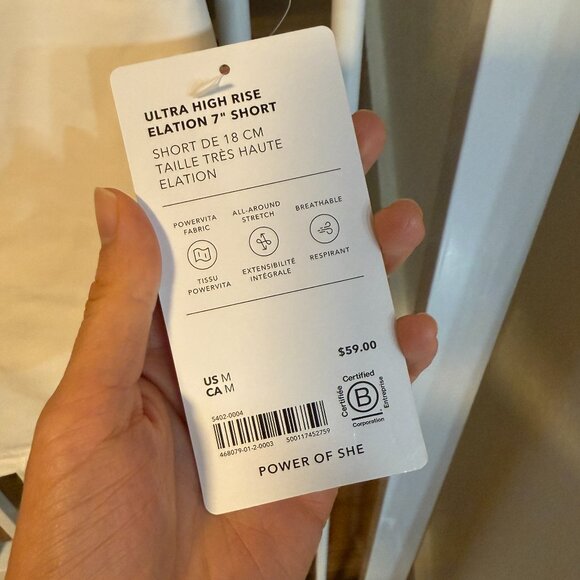 ULTRA HIGH RISE
ELATION 7" SHORT
SHORT DE 18 CM
TAILLE TRÈS HAUTE
ELATION
POWERVITA
FABRIC
ALL-AROUND
STRETCH
BREATHABLE
TISSU
POWERVITA
EXTENSIBILITÉ
INTÉGRALE
RESPIRANT
$59.00
US M
CA M
Certified
Certifiée
B
Entreprise
Corporation
5402-0004
468079-01-2-0003 500117452759
POWER OF SHE